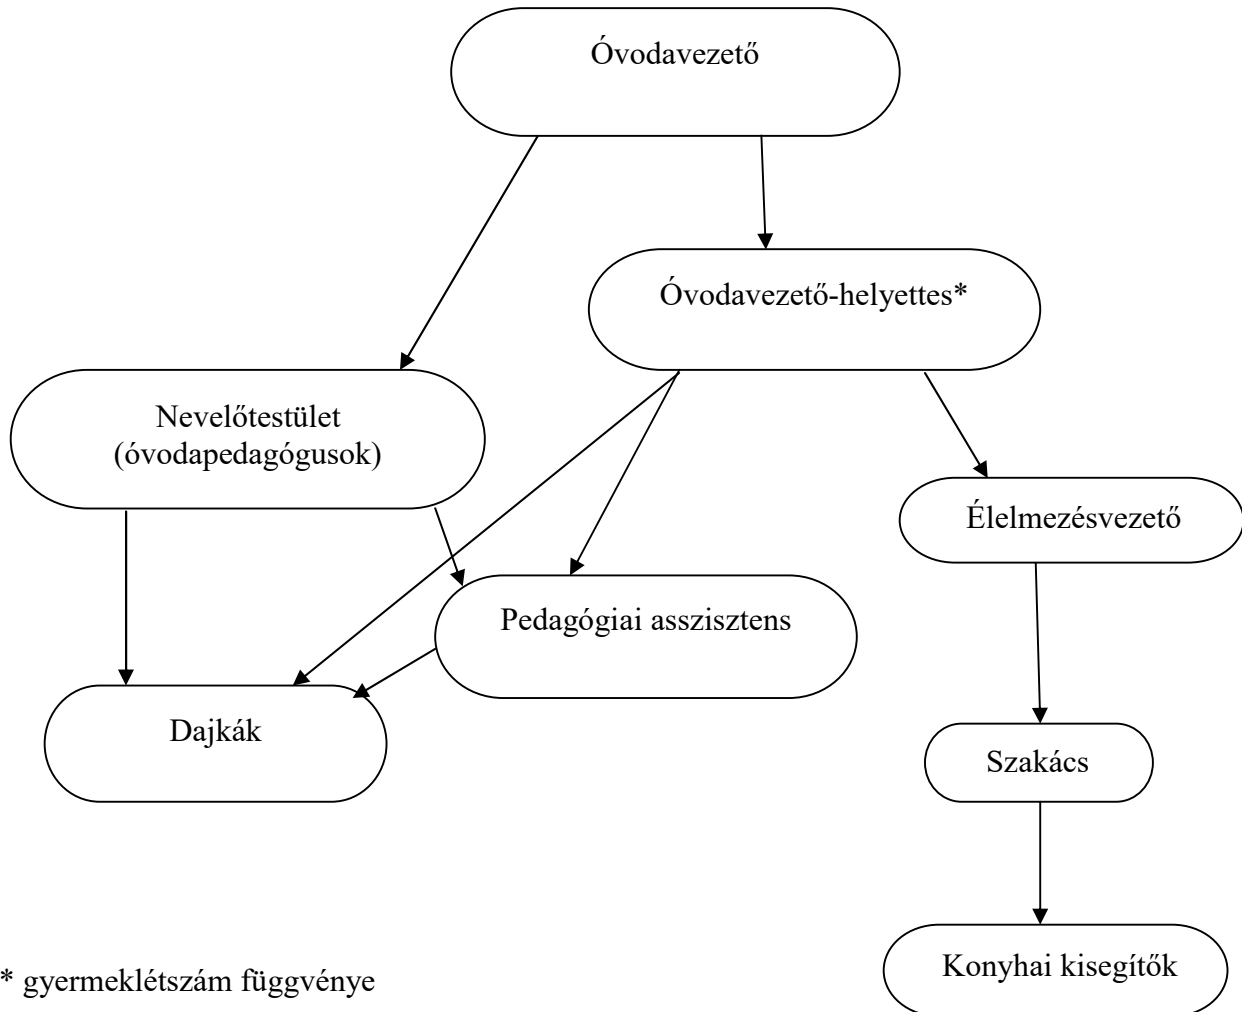 Óvodavezető
Óvodavezető-helyettes*
Nevelőtestület
(óvodapedagógusok)
Élelmezésvezető
Pedagógiai asszisztens
Dajkák
Szakács
Konyhai kisegítők
* gyermeklétszám függvénye